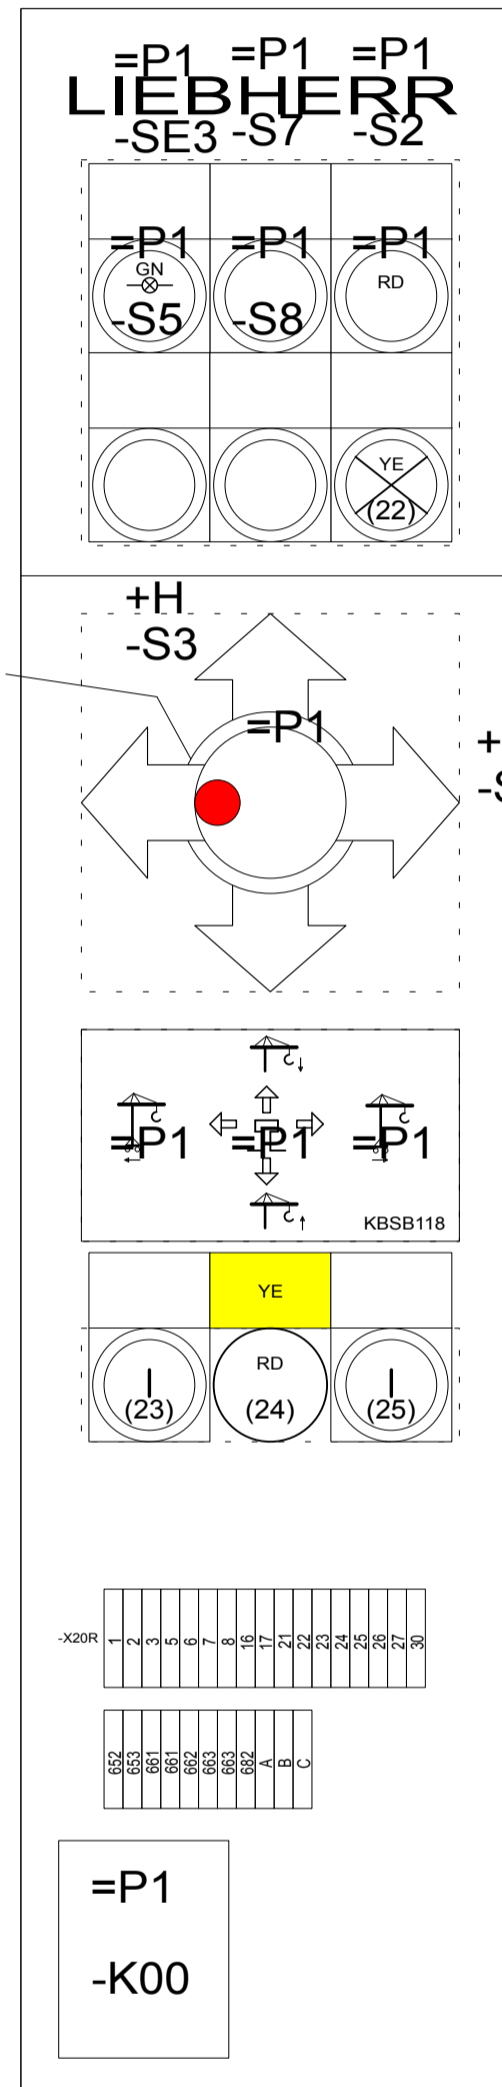 =P1 =P1 =P1
LIEBHERR
-SE3 -S7 -S2
=P1 =P1 =P1
GN RD
-S5 -S8
YE
(22)
+H
-S3
=P1
+
=P1 =P1 =P1
KBSB118
YE
RD
(23) (24) (25)
-X20R 1 2 3 5 6 7 8 16 17 21 22 23 24 25 26 27 30
652 653 661 661 662 663 663 682 A B C
=P1
-K00